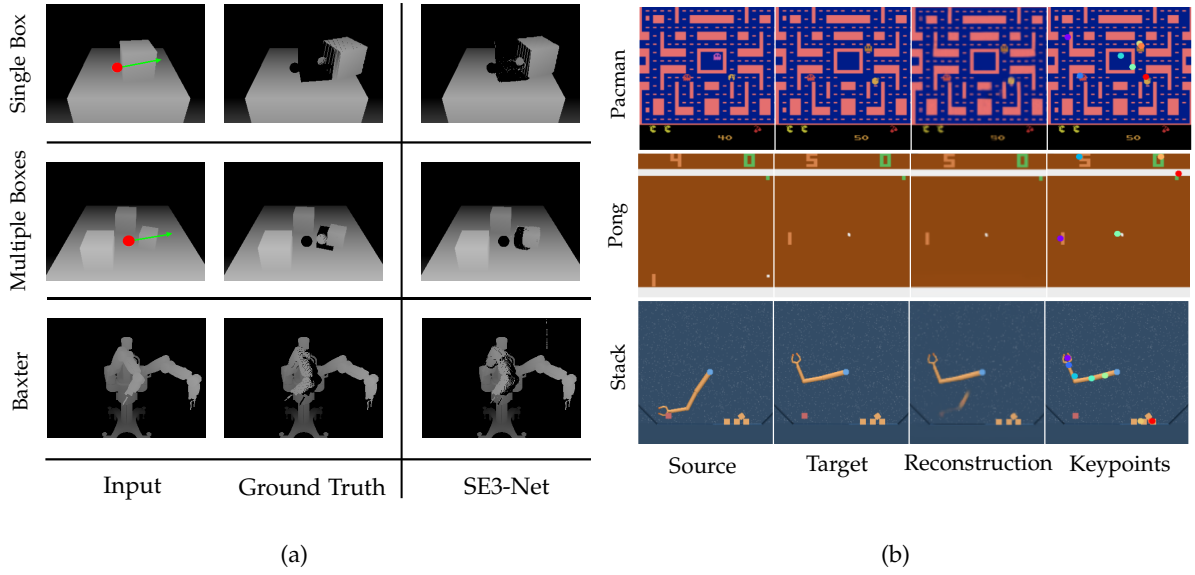 Single Box
Multiple Boxes
Baxter
Input
Ground Truth
SE3-Net
(a)
Pacman
40
50
50
50
Pong
4 0
5 0
5 0
5 0
Stack
Source
Target
Reconstruction
Keypoints
(b)